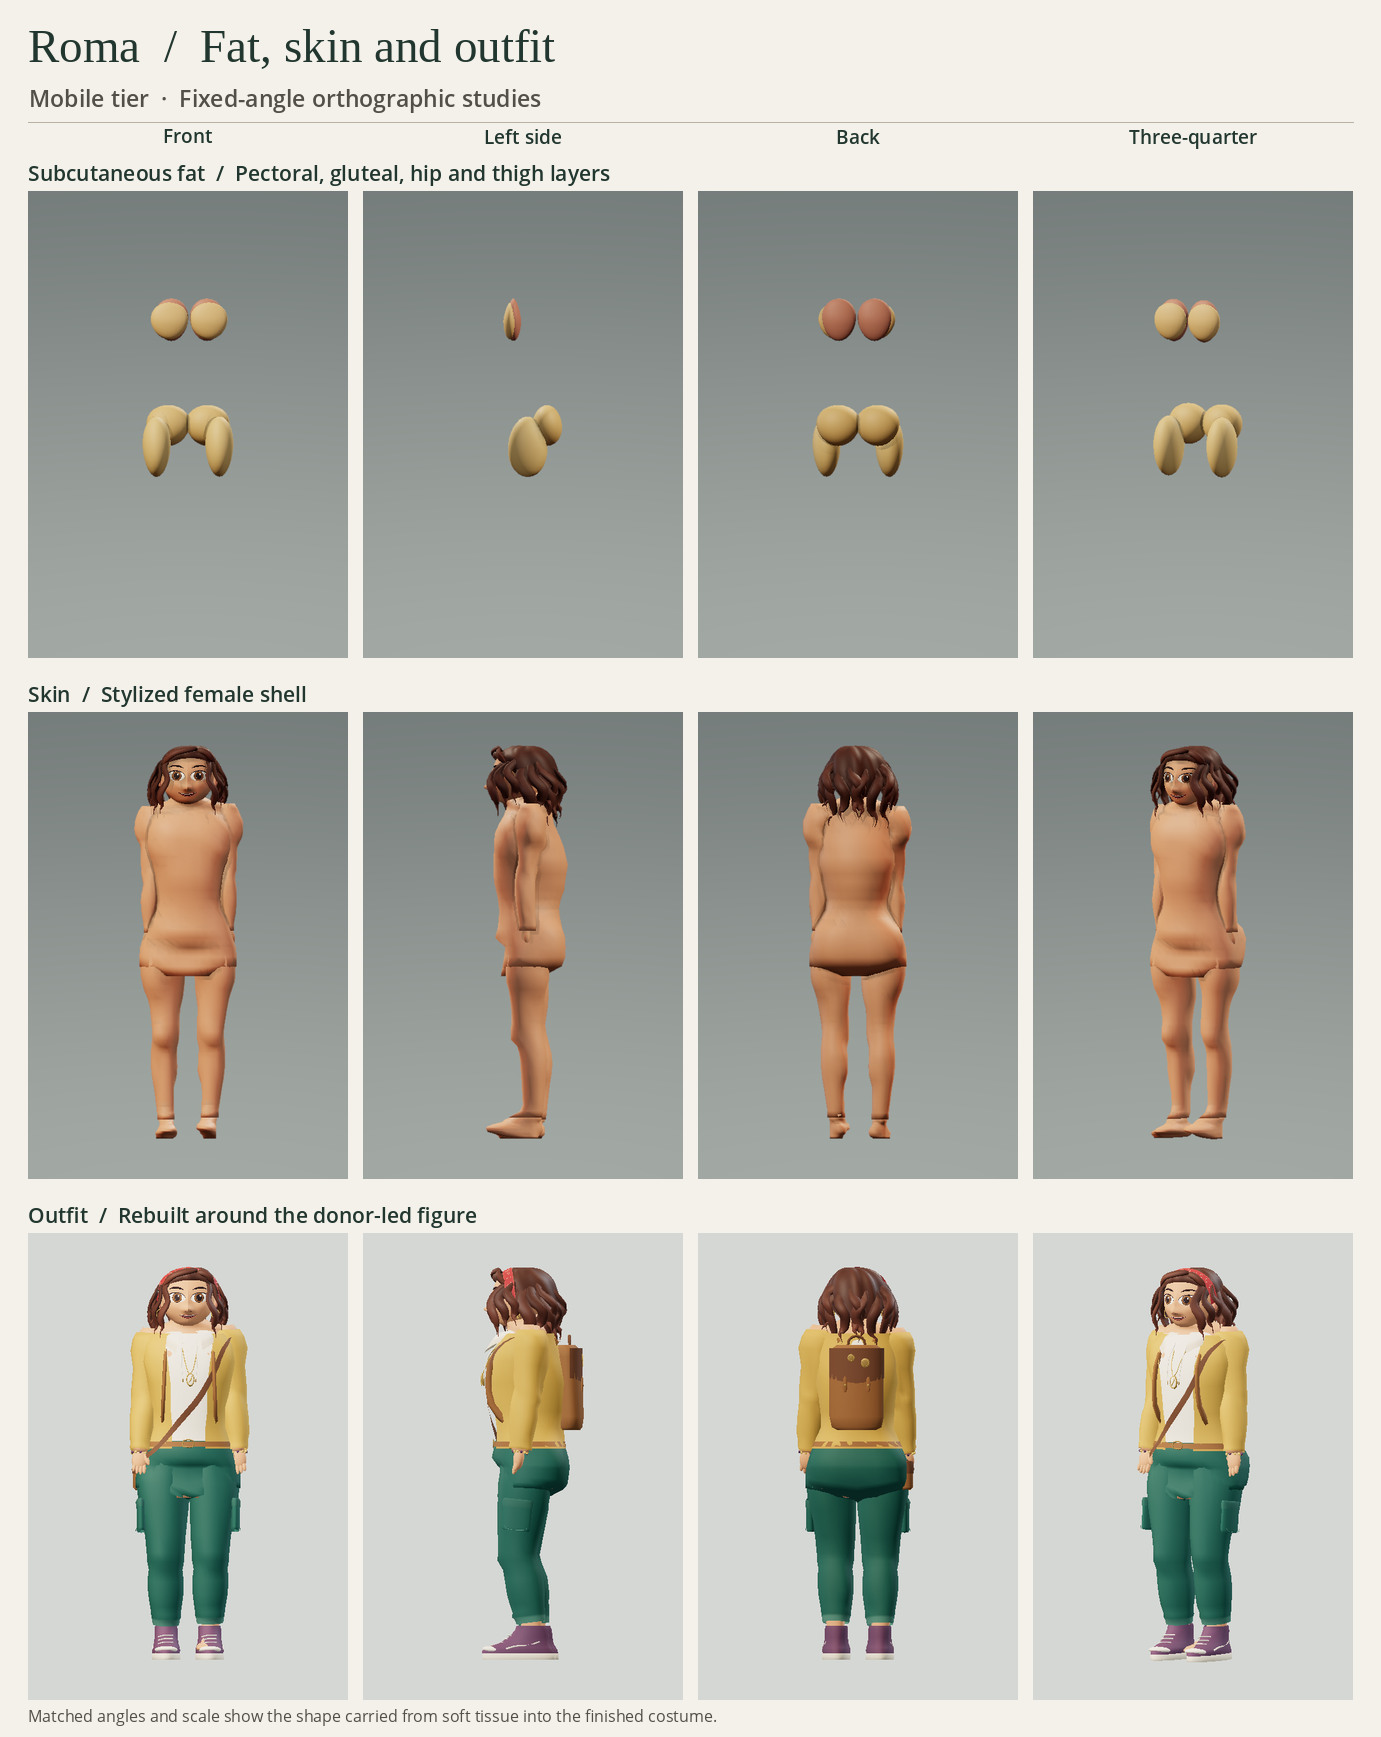 Roma / Fat, skin and outfit
Mobile tier · Fixed-angle orthographic studies
Front Left side Back Three-quarter
Subcutaneous fat / Pectoral, gluteal, hip and thigh layers
Skin / Stylized female shell
Outfit / Rebuilt around the donor-led figure
Matched angles and scale show the shape carried from soft tissue into the finished costume.